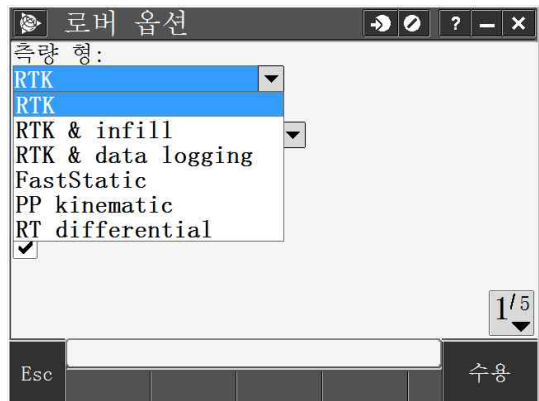 로버 옵션
? – ×
측량 형:
RTK
RTK
RTK & infill
RTK & data logging
FastStatic
PP kinematic
RT differential
1/5
Esc
수용